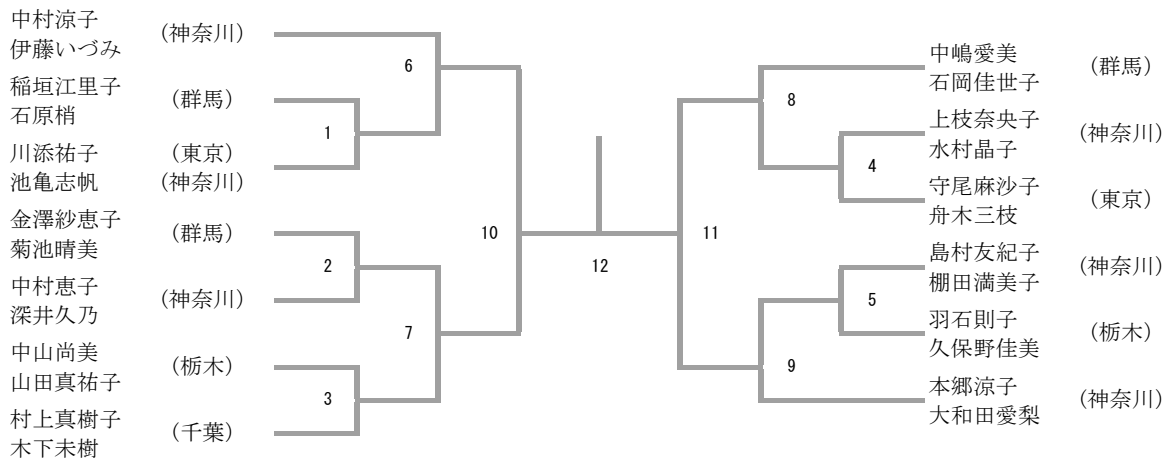 中村涼子 (神奈川)
伊藤いづみ
稲垣江里子 (群馬)
石原梢
川添祐子 (東京)
池亀志帆 (神奈川)
金澤紗恵子 (群馬)
菊池晴美
中村恵子 (神奈川)
深井久乃
中山尚美 (栃木)
山田真祐子
村上真樹子 (千葉)
木下未樹
6
1
2
7
3
10
12
11
8
4
5
9
中嶋愛美 (群馬)
石岡佳世子
上枝奈央子 (神奈川)
水村晶子
守尾麻沙子 (東京)
舟木三枝
島村友紀子 (神奈川)
棚田満美子
羽石則子 (栃木)
久保野佳美
本郷涼子 (神奈川)
大和田愛梨